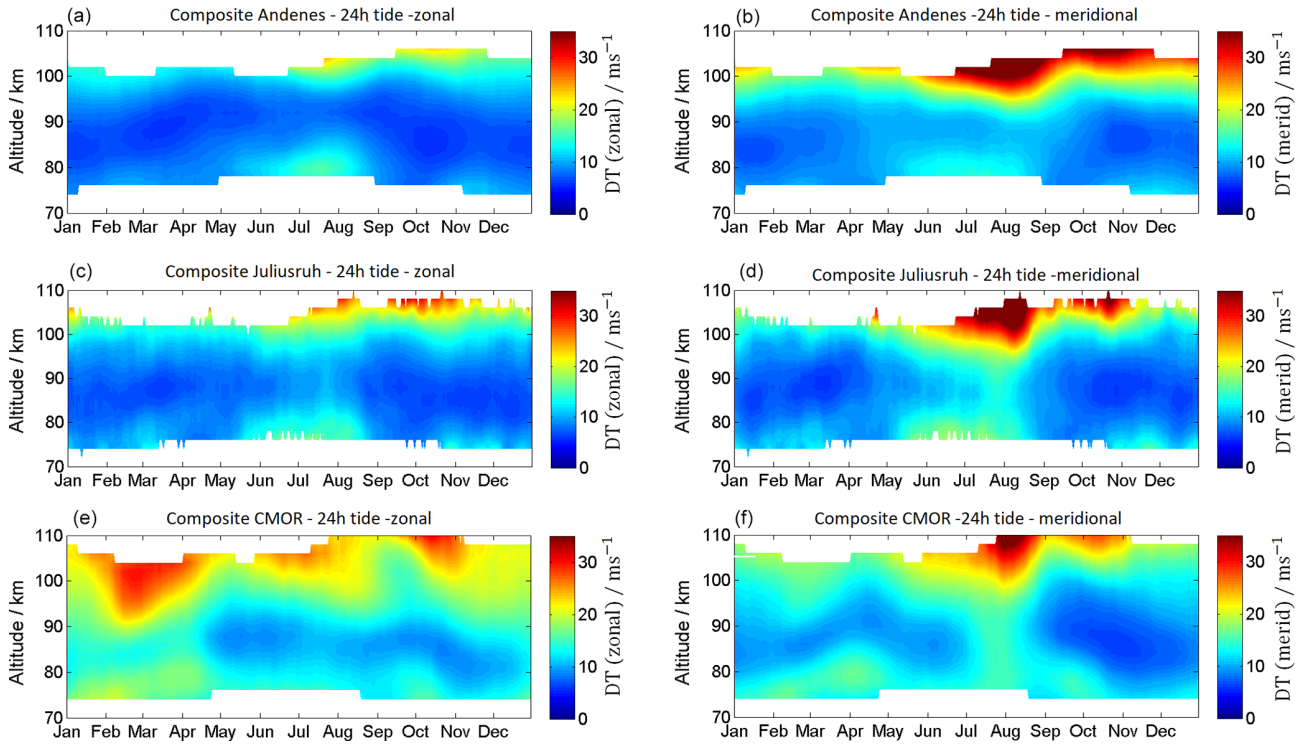 (a) Composite Andenes - 24h tide -zonal
110
100
90
80
70
Altitude / km
Jan Feb Mar Apr May Jun Jul Aug Sep Oct Nov Dec
30
20
10
0
DT (zonal) / ms⁻¹
(b) Composite Andenes -24h tide - meridional
110
100
90
80
70
Altitude / km
Jan Feb Mar Apr May Jun Jul Aug Sep Oct Nov Dec
30
20
10
0
DT (merid) / ms⁻¹
(c) Composite Juliusruh - 24h tide - zonal
110
100
90
80
70
Altitude / km
Jan Feb Mar Apr May Jun Jul Aug Sep Oct Nov Dec
30
20
10
0
DT (zonal) / ms⁻¹
(d) Composite Juliusruh - 24h tide -meridional
110
100
90
80
70
Altitude / km
Jan Feb Mar Apr May Jun Jul Aug Sep Oct Nov Dec
30
20
10
0
DT (merid) / ms⁻¹
(e) Composite CMOR - 24h tide -zonal
110
100
90
80
70
Altitude / km
Jan Feb Mar Apr May Jun Jul Aug Sep Oct Nov Dec
30
20
10
0
DT (zonal) / ms⁻¹
(f) Composite CMOR -24h tide - meridional
110
100
90
80
70
Altitude / km
Jan Feb Mar Apr May Jun Jul Aug Sep Oct Nov Dec
30
20
10
0
DT (merid) / ms⁻¹